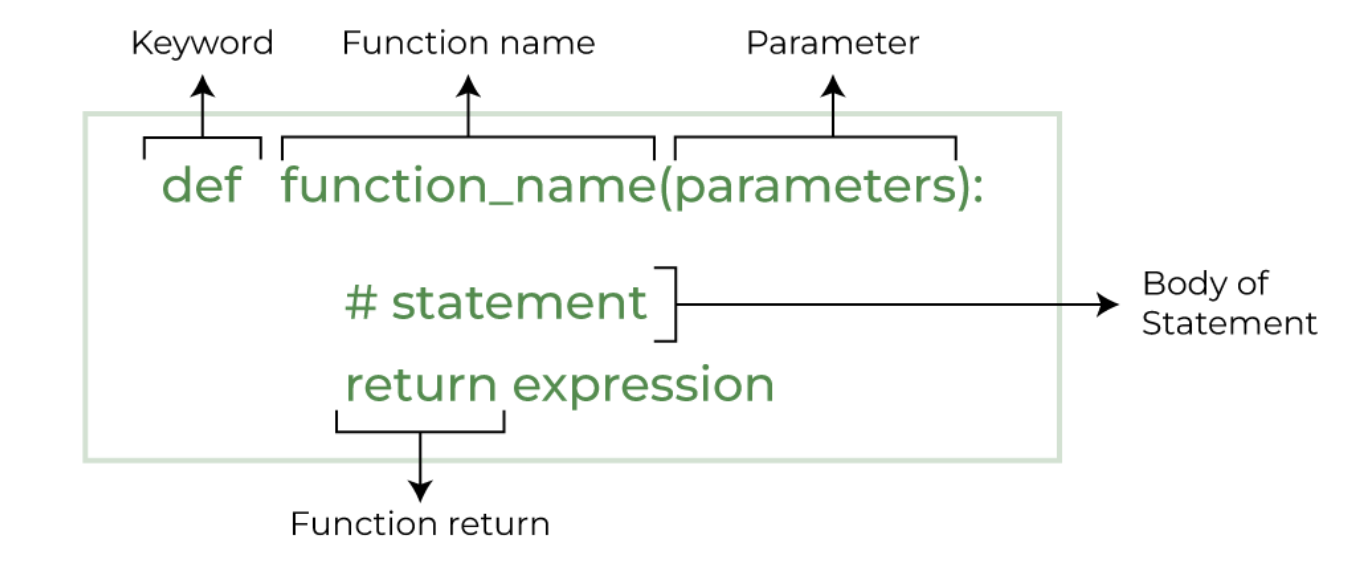 Keyword Function name Parameter
def function_name(parameters):
# statement
Body of
Statement
return expression
Function return